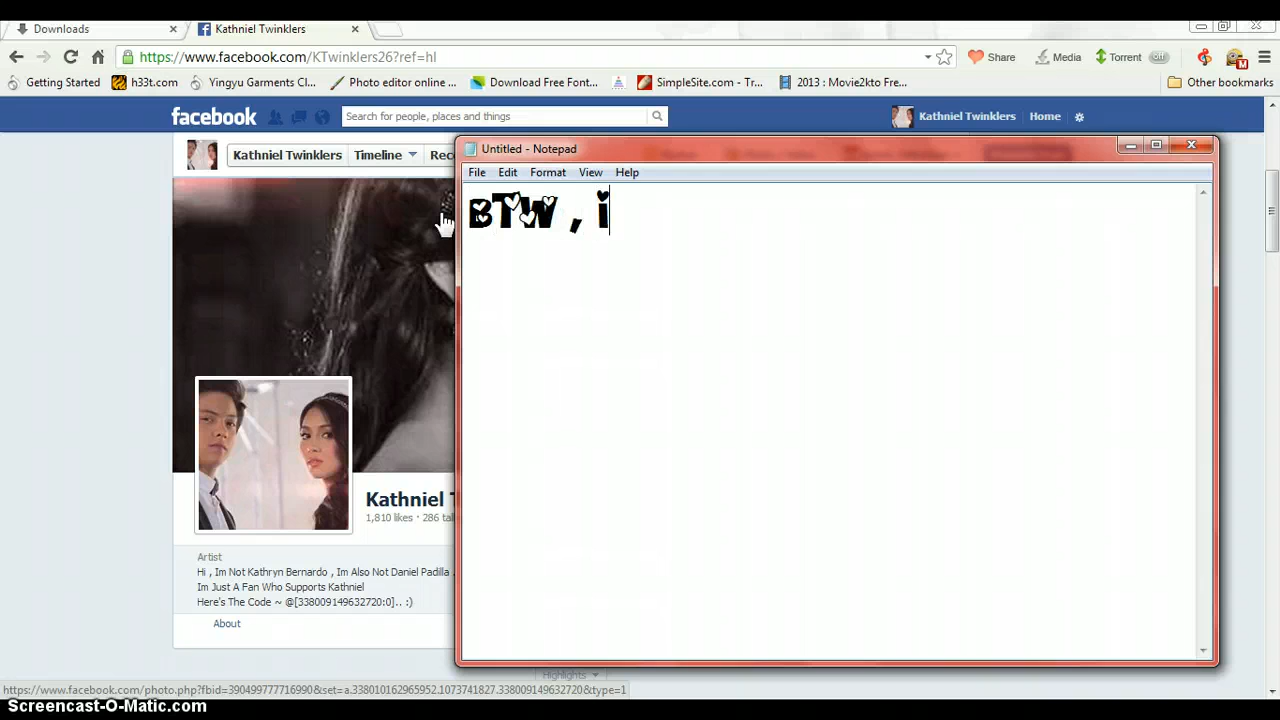 Downloads
Kathniel Twinklers
https://www.facebook.com/KTwinklers26?ref=hl
Share
Media
Torrent
Off
M
Getting Started
h33t.com
Yingyu Garments Cl...
Photo editor online ...
Download Free Font...
SimpleSite.com - Tr...
2013 : Movie2kto Fre...
Other bookmarks
facebook
Search for people, places and things
Kathniel Twinklers
Home
Kathniel Twinklers
Timeline
Untitled - Notepad
File Edit Format View Help
BTW , i
Kathniel
1,810 likes · 286
Artist
Hi , Im Not Kathryn Bernardo , Im Also Not Daniel Padilla .
Im Just A Fan Who Supports Kathniel
Here's The Code ~ @[338009149632720:0].. :)
About
Highlights
https://www.facebook.com/photo.php?fbid=390499777716990&set=a.338010162965952.1073741827.338009149632720&type=1
Screencast-O-Matic.com